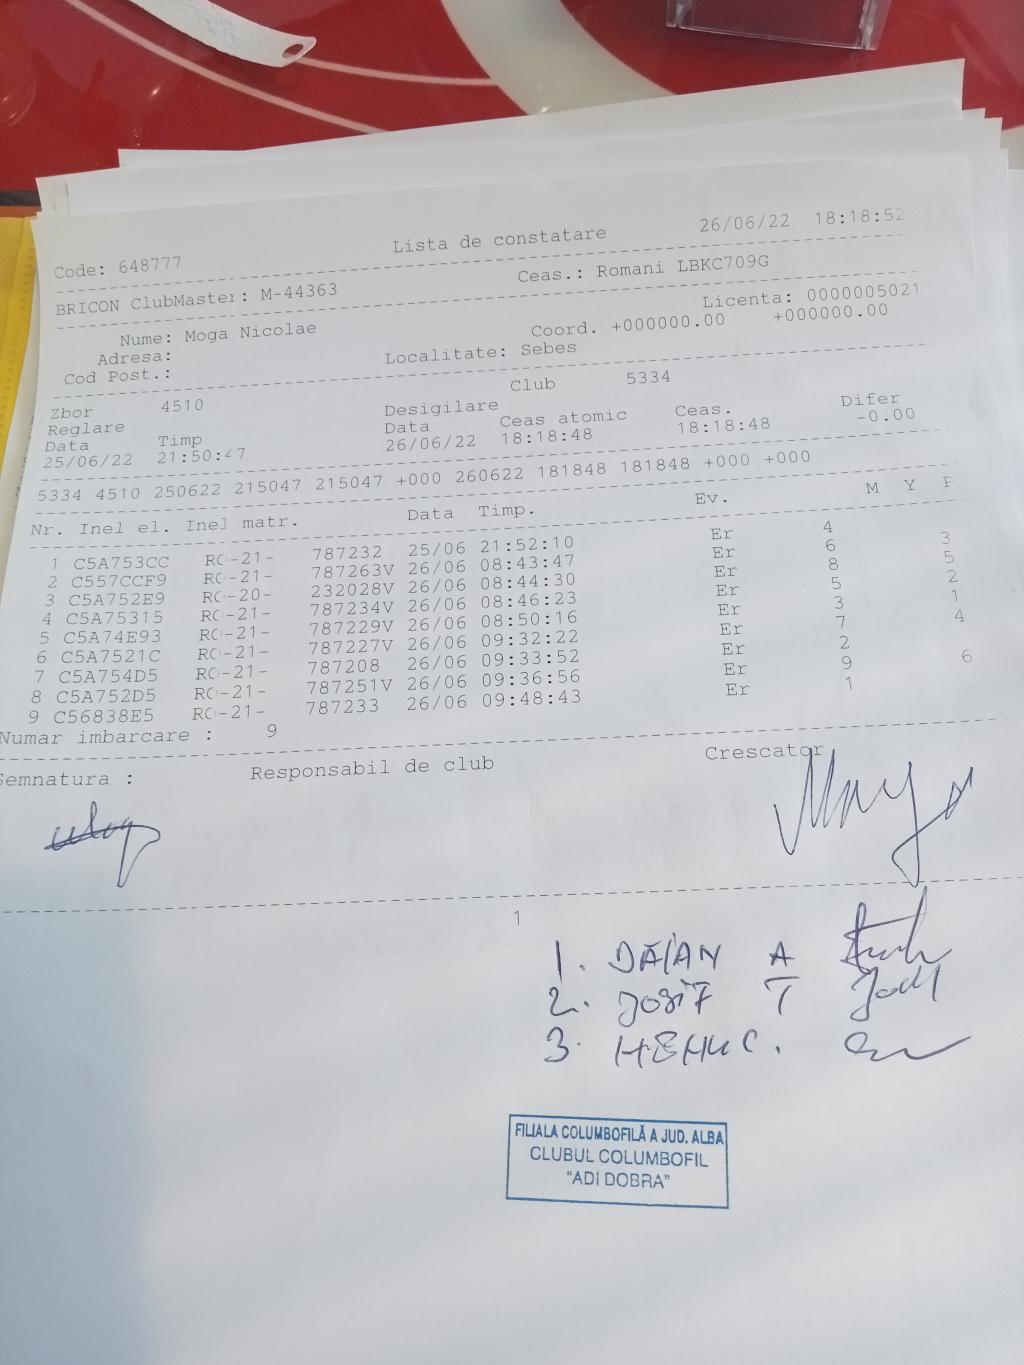 Lista de constatare 26/06/22 18:18:52
Code: 648777
BRICON ClubMaster: M-44363 Ceas.: Romani LBKC709G
Licenta: 0000005021
Nume: Moga Nicolae Coord. +000000.00 +000000.00
Adresa: Localitate: Sebes
Cod Post.:
Club 5334
Zbor 4510 Desigilare
Reglare Data Ceas atomic Ceas. Difer
Data Timp 26/06/22 18:18:48 18:18:48 -0.00
25/06/22 21:50:47
5334 4510 250622 215047 215047 +000 260622 181848 181848 +000 +000
Nr. Inel el. Inel matr. Data Timp. Ev. M Y P
1 C5A753CC RO-21- 787232 25/06 21:52:10 Er 4
2 C557CCF9 RO-21- 787263V 26/06 08:43:47 Er 6 3
3 C5A752E9 RO-20- 232028V 26/06 08:44:30 Er 8 5
4 C5A75315 RO-21- 787234V 26/06 08:46:23 Er 5 2
5 C5A74E93 RO-21- 787229V 26/06 08:50:16 Er 3 1
6 C5A7521C RO-21- 787227V 26/06 09:32:22 Er 7 4
7 C5A754D5 RO-21- 787208 26/06 09:33:52 Er 2
8 C5A752D5 RO-21- 787251V 26/06 09:36:56 Er 9 6
9 C56838E5 RO-21- 787233 26/06 09:48:43 Er 1
Numar imbarcare : 9
Semnatura : Responsabil de club Crescator
1
1. DĂIAN A
2. JOSIF T
3.
FILIALA COLUMBOFILĂ A JUD. ALBA
CLUBUL COLUMBOFIL
"ADI DOBRA"